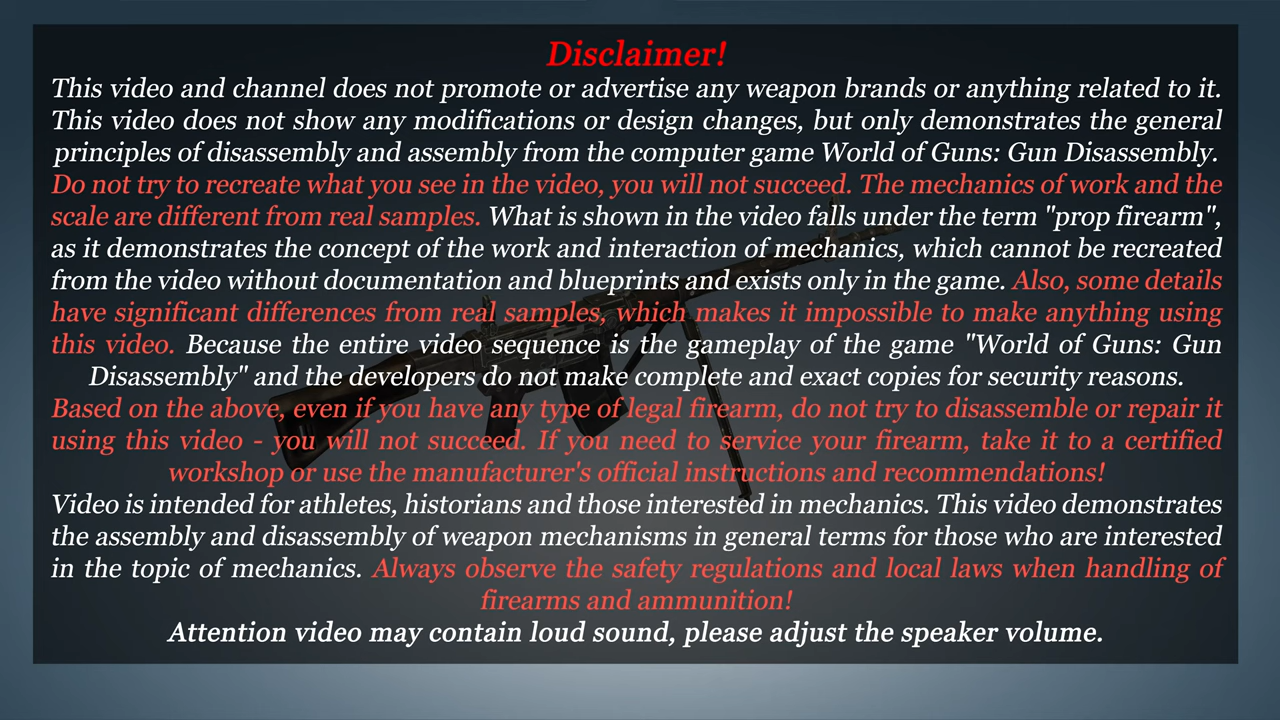 Disclaimer!
This video and channel does not promote or advertise any weapon brands or anything related to it.
This video does not show any modifications or design changes, but only demonstrates the general
principles of disassembly and assembly from the computer game World of Guns: Gun Disassembly.
Do not try to recreate what you see in the video, you will not succeed. The mechanics of work and the
scale are different from real samples. What is shown in the video falls under the term "prop firearm",
as it demonstrates the concept of the work and interaction of mechanics, which cannot be recreated
from the video without documentation and blueprints and exists only in the game. Also, some details
have significant differences from real samples, which makes it impossible to make anything using
this video. Because the entire video sequence is the gameplay of the game "World of Guns: Gun
Disassembly" and the developers do not make complete and exact copies for security reasons.
Based on the above, even if you have any type of legal firearm, do not try to disassemble or repair it
using this video - you will not succeed. If you need to service your firearm, take it to a certified
workshop or use the manufacturer's official instructions and recommendations!
Video is intended for athletes, historians and those interested in mechanics. This video demonstrates
the assembly and disassembly of weapon mechanisms in general terms for those who are interested
in the topic of mechanics. Always observe the safety regulations and local laws when handling of
firearms and ammunition!
Attention video may contain loud sound, please adjust the speaker volume.